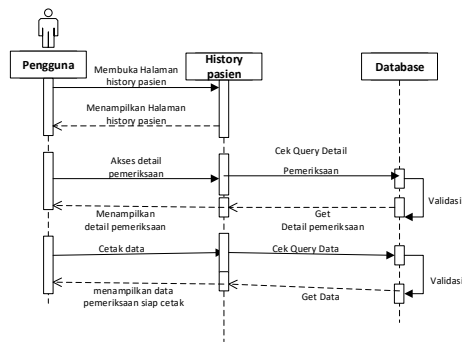 Pengguna
History
pasien
Database
Membuka Halaman
history pasien
Menampilkan Halaman
history pasien
Akses detail
pemeriksaan
Cek Query Detail
Pemeriksaan
Validasi
Menampilkan
detail pemeriksaan
Get
Detail pemeriksaan
Cetak data
Cek Query Data
Validasi
menampilkan data
pemeriksaan siap cetak
Get Data